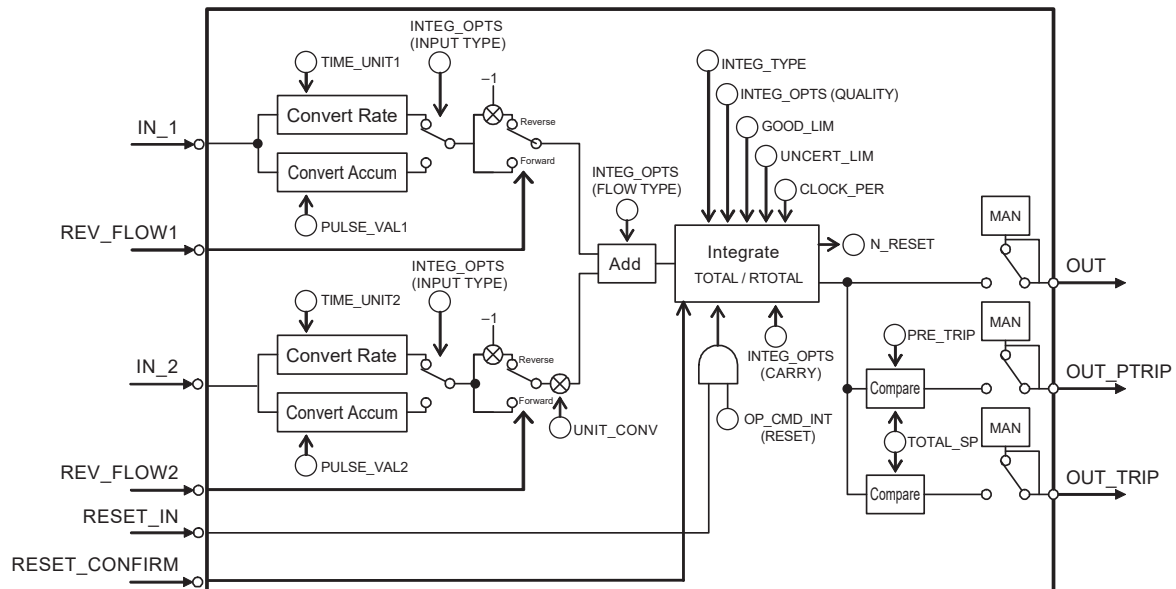 INTEG_OPTS
(INPUT TYPE)
TIME_UNIT1
–1
Convert Rate
Reverse
IN_1
Convert Accum
Forward
PULSE_VAL1
REV_FLOW1
INTEG_TYPE
INTEG_OPTS (QUALITY)
GOOD_LIM
UNCERT_LIM
CLOCK_PER
INTEG_OPTS
(FLOW TYPE)
Add
Integrate
TOTAL / RTOTAL
N_RESET
MAN
OUT
INTEG_OPTS
(INPUT TYPE)
TIME_UNIT2
–1
Convert Rate
Reverse
IN_2
Convert Accum
Forward
UNIT_CONV
PULSE_VAL2
REV_FLOW2
INTEG_OPTS
(CARRY)
OP_CMD_INT
(RESET)
PRE_TRIP
MAN
Compare
OUT_PTRIP
TOTAL_SP
MAN
Compare
OUT_TRIP
RESET_IN
RESET_CONFIRM